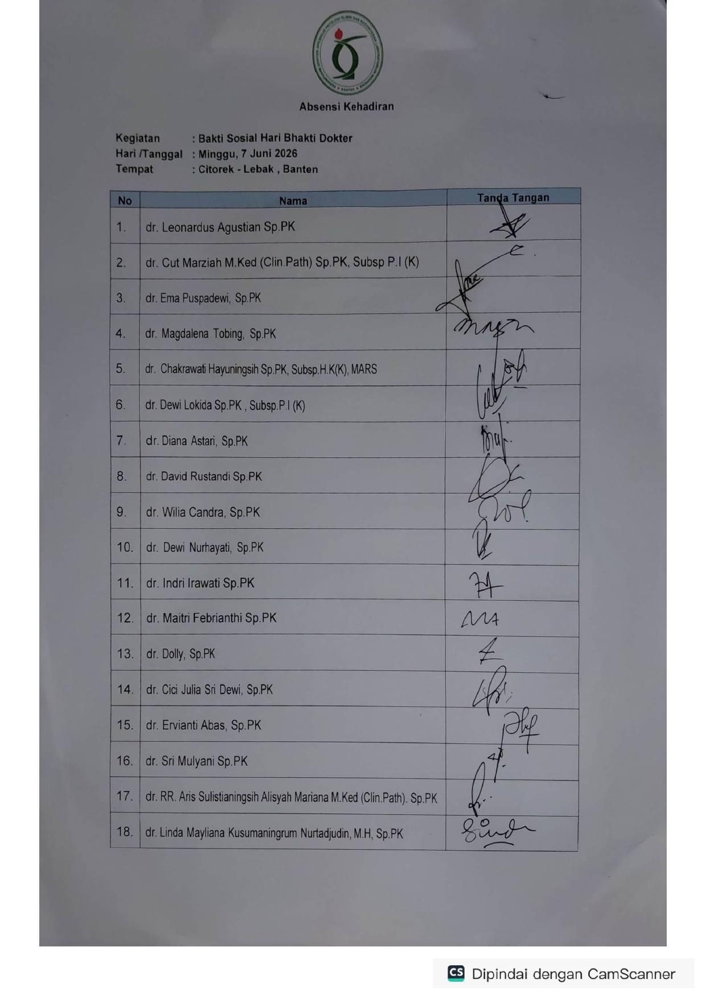 BANTEN
Absensi Kehadiran
Kegiatan : Bakti Sosial Hari Bhakti Dokter
Hari /Tanggal : Minggu, 7 Juni 2026
Tempat : Citorek - Lebak , Banten
No Nama Tanda Tangan
1. dr. Leonardus Agustian Sp.PK
2. dr. Cut Marziah M.Ked (Clin.Path) Sp.PK, Subsp P.I (K)
3. dr. Ema Puspadewi, Sp.PK
4. dr. Magdalena Tobing, Sp.PK
5. dr. Chakrawati Hayuningsih Sp.PK, Subsp.H.K(K), MARS
6. dr. Dewi Lokida Sp.PK , Subsp.P.I (K)
7. dr. Diana Astari, Sp.PK
8. dr. David Rustandi Sp.PK
9. dr. Wilia Candra, Sp.PK
10. dr. Dewi Nurhayati, Sp.PK
11. dr. Indri Irawati Sp.PK
12. dr. Maitri Febrianthi Sp.PK
13. dr. Dolly, Sp.PK
14. dr. Cici Julia Sri Dewi, Sp.PK
15. dr. Ervianti Abas, Sp.PK
16. dr. Sri Mulyani Sp.PK
17. dr. RR. Aris Sulistianingsih Alisyah Mariana M.Ked (Clin.Path). Sp.PK
18. dr. Linda Mayliana Kusumaningrum Nurtadjudin, M.H, Sp.PK
CS Dipindai dengan CamScanner